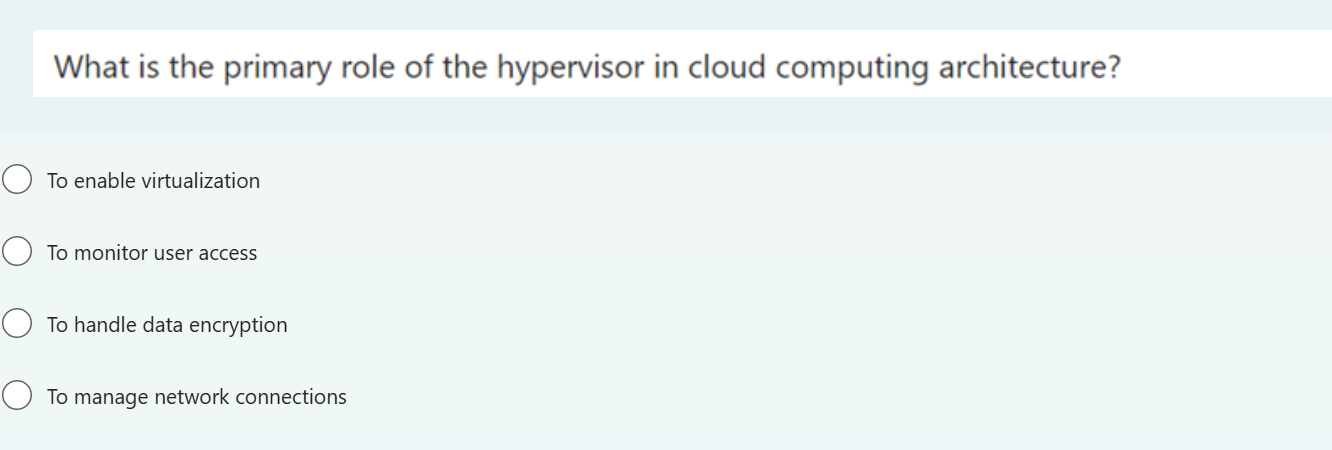 What is the primary role of the hypervisor in cloud computing architecture?
To enable virtualization
To monitor user access
To handle data encryption
To manage network connections